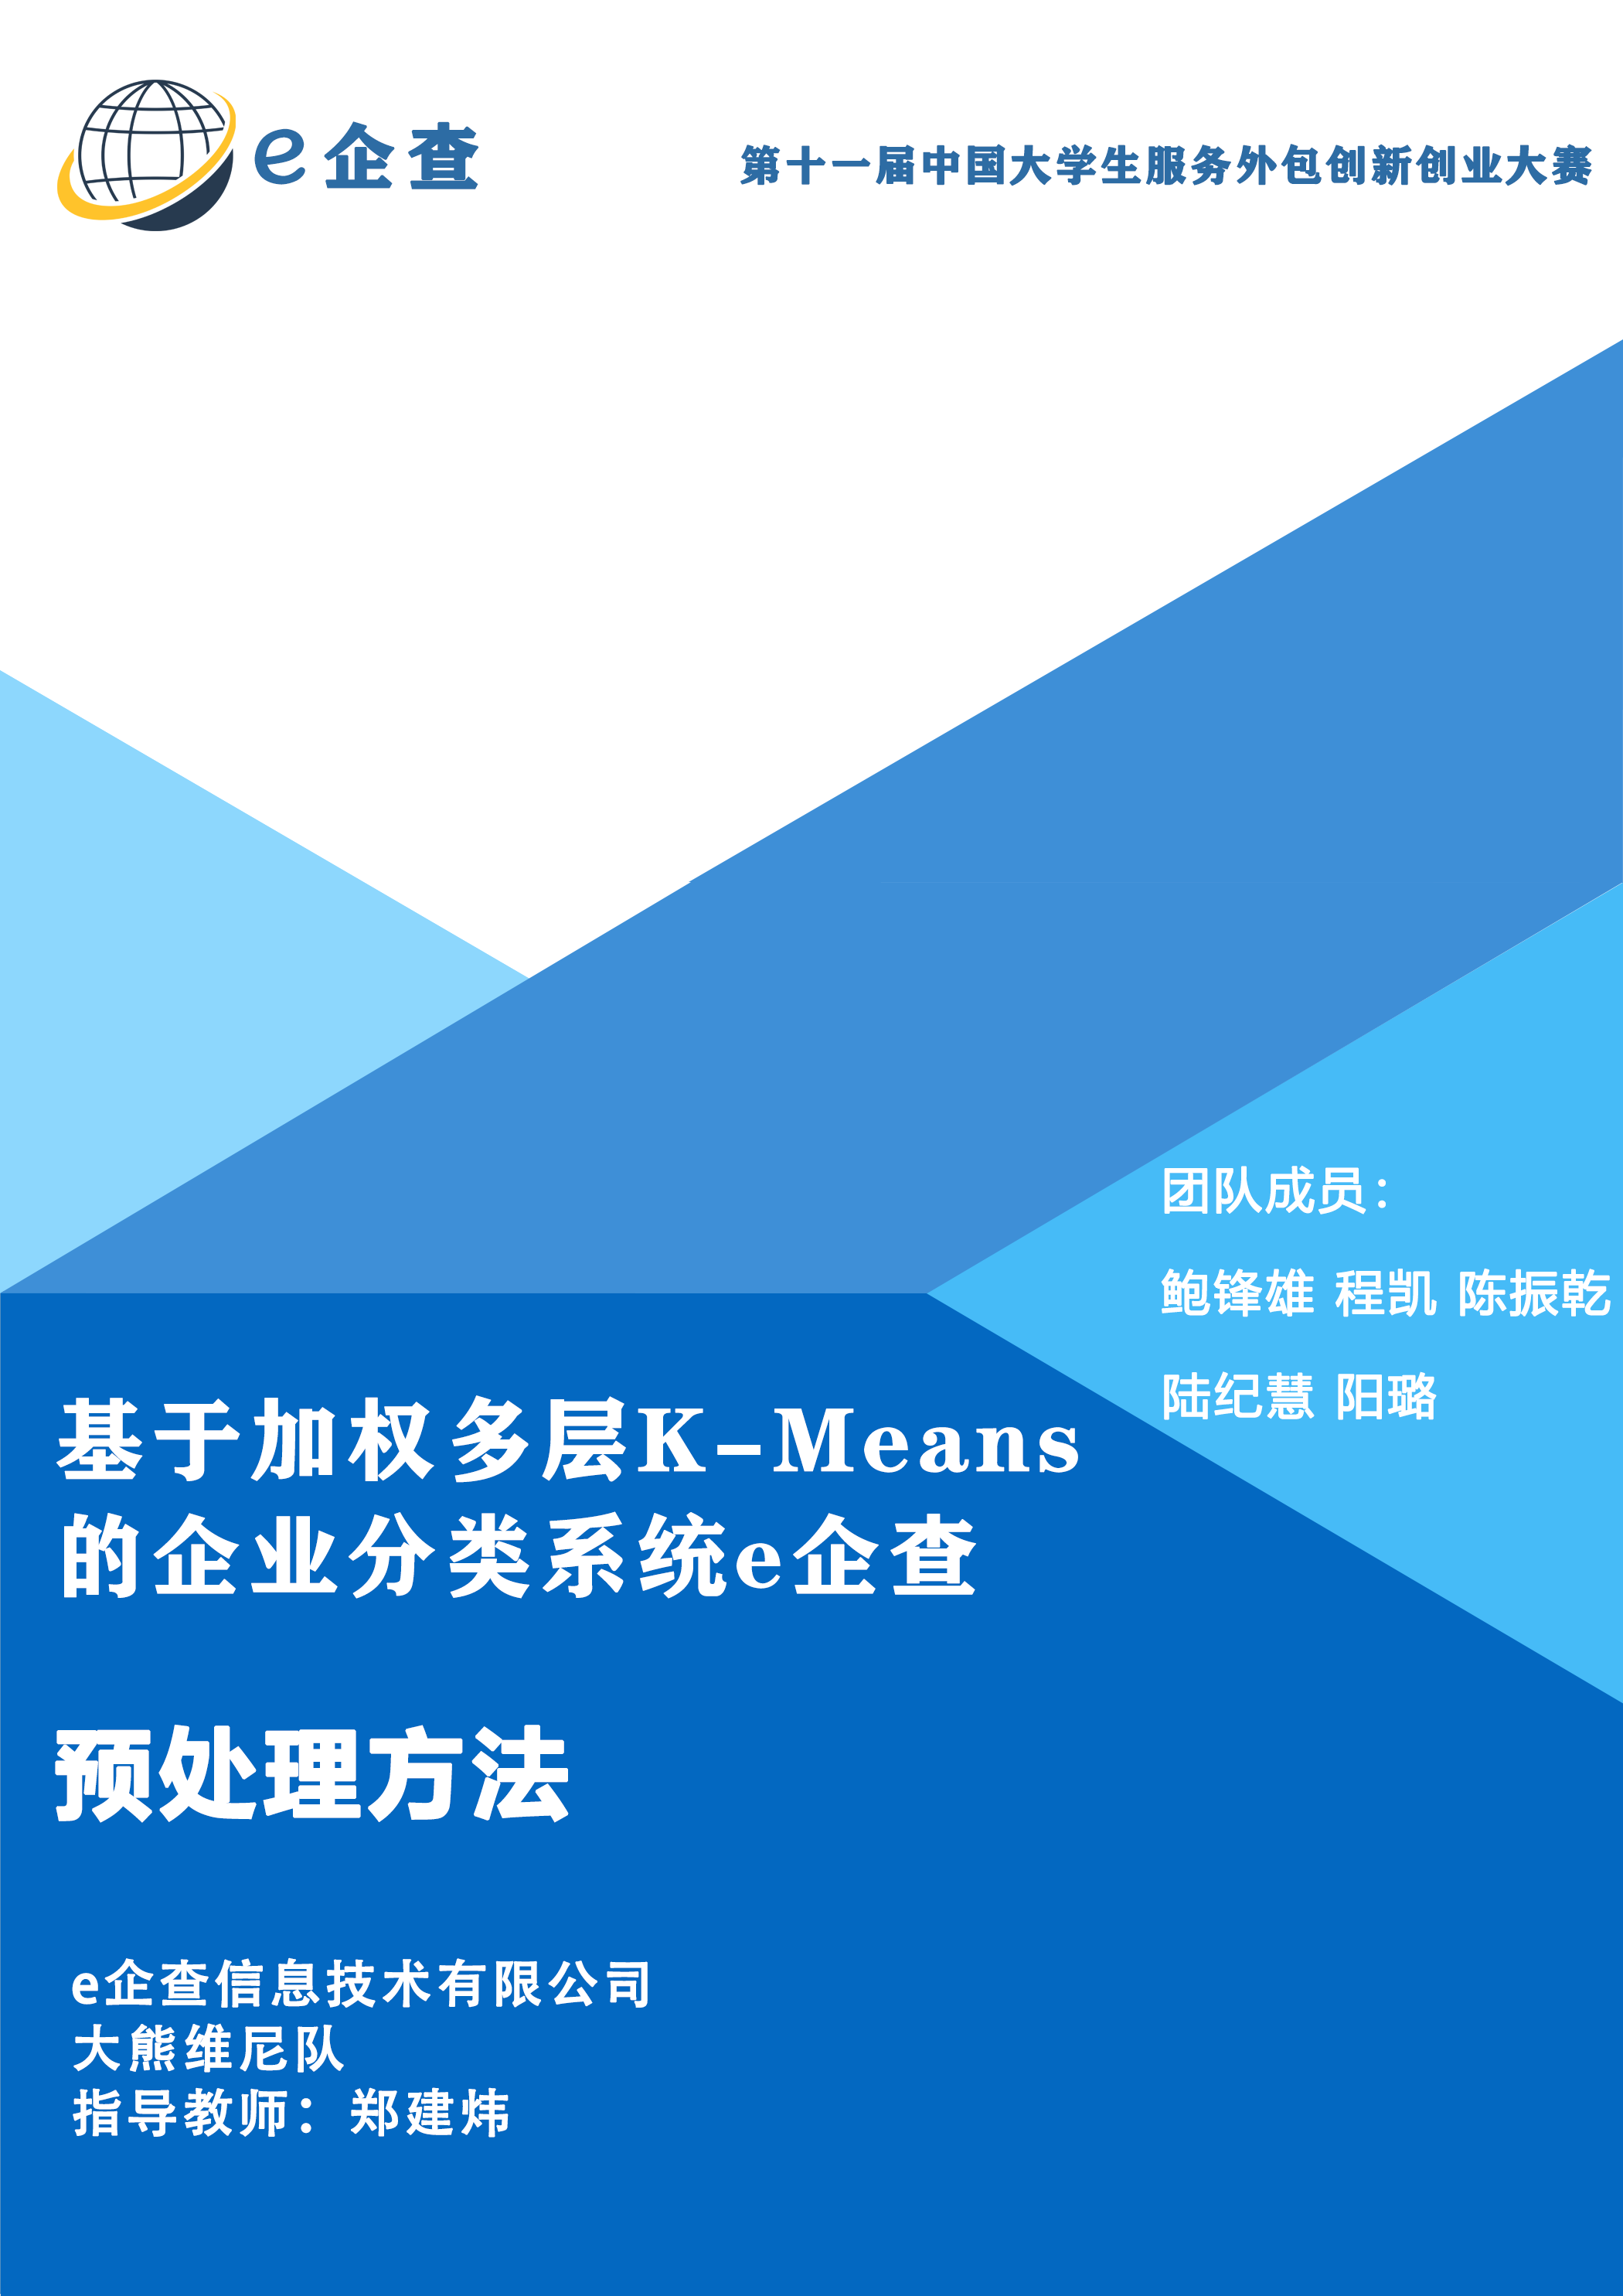 e企查
第十一届中国大学生服务外包创新创业大赛
团队成员：
鲍锋雄 程凯 陈振乾
陆纪慧 阳璐
基于加权多层K-Means
的企业分类系统e企查
预处理方法
e企查信息技术有限公司
大熊维尼队
指导教师：郑建炜